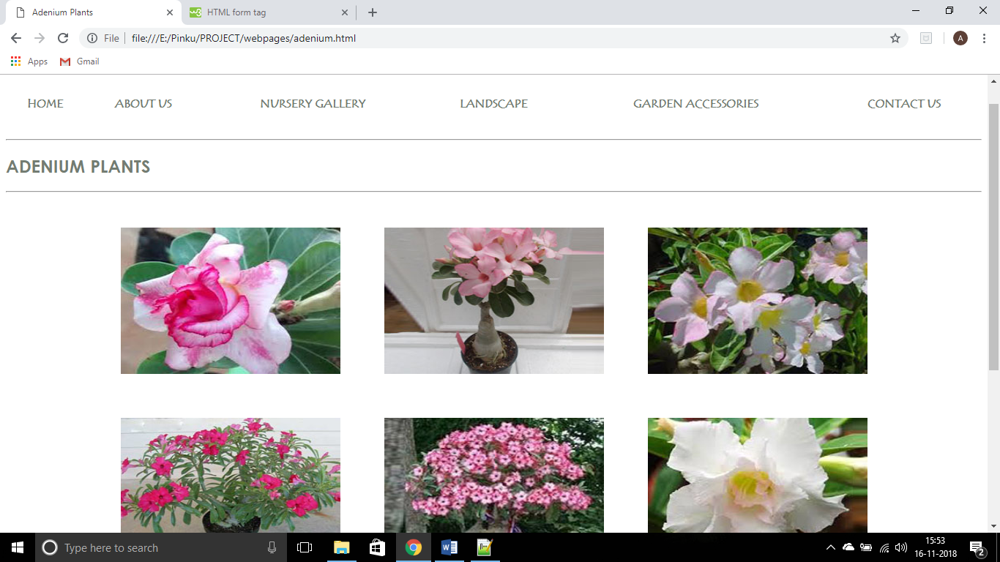 Adenium Plants
HTML form tag
File file:///E:/Pinku/PROJECT/webpages/adenium.html
A
Apps Gmail
HOME ABOUT US NURSERY GALLERY LANDSCAPE GARDEN ACCESSORIES CONTACT US
ADENIUM PLANTS
Type here to search
15:53
16-11-2018
2